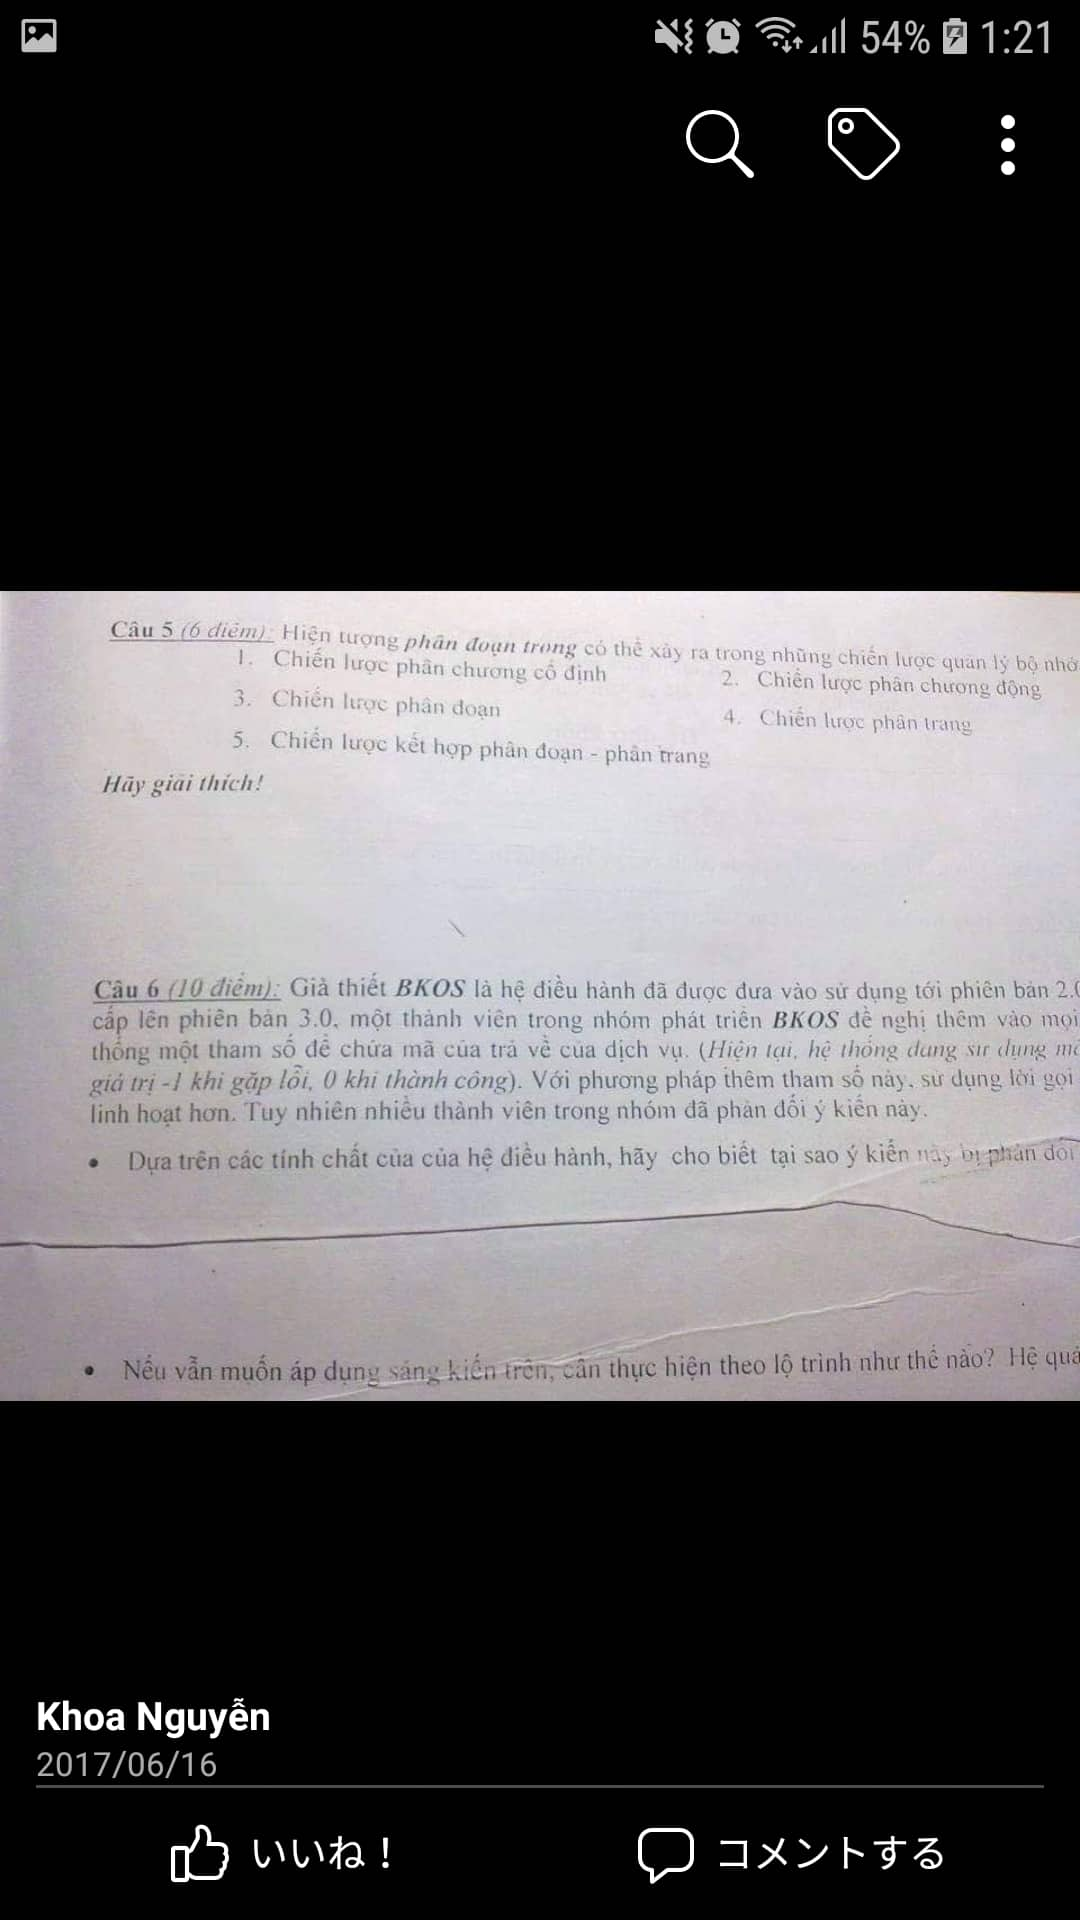 54% 1:21
Câu 5 (6 điểm): Hiện tượng phân đoạn trong có thể xảy ra trong những chiến lược quản lý bộ nhớ
1. Chiến lược phân chương cố định
2. Chiến lược phân chương động
3. Chiến lược phân đoạn
4. Chiến lược phân trang
5. Chiến lược kết hợp phân đoạn - phân trang
Hãy giải thích!
Câu 6 (10 điểm): Giả thiết BKOS là hệ điều hành đã được đưa vào sử dụng tới phiên bản 2.0
cấp lên phiên bản 3.0, một thành viên trong nhóm phát triển BKOS đề nghị thêm vào mọi
thống một tham số để chứa mã của trả về của dịch vụ. (Hiện tại, hệ thống đang sử dụng
giá trị -1 khi gặp lỗi, 0 khi thành công). Với phương pháp thêm tham số này, sử dụng lời gọi
linh hoạt hơn. Tuy nhiên nhiều thành viên trong nhóm đã phản đối ý kiến này.
• Dựa trên các tính chất của của hệ điều hành, hãy cho biết tại sao ý kiến này bị phản đối
• Nếu vẫn muốn áp dụng sáng kiến trên, cần thực hiện theo lộ trình như thế nào? Hệ quả
Khoa Nguyễn
2017/06/16
いいね！ コメントする